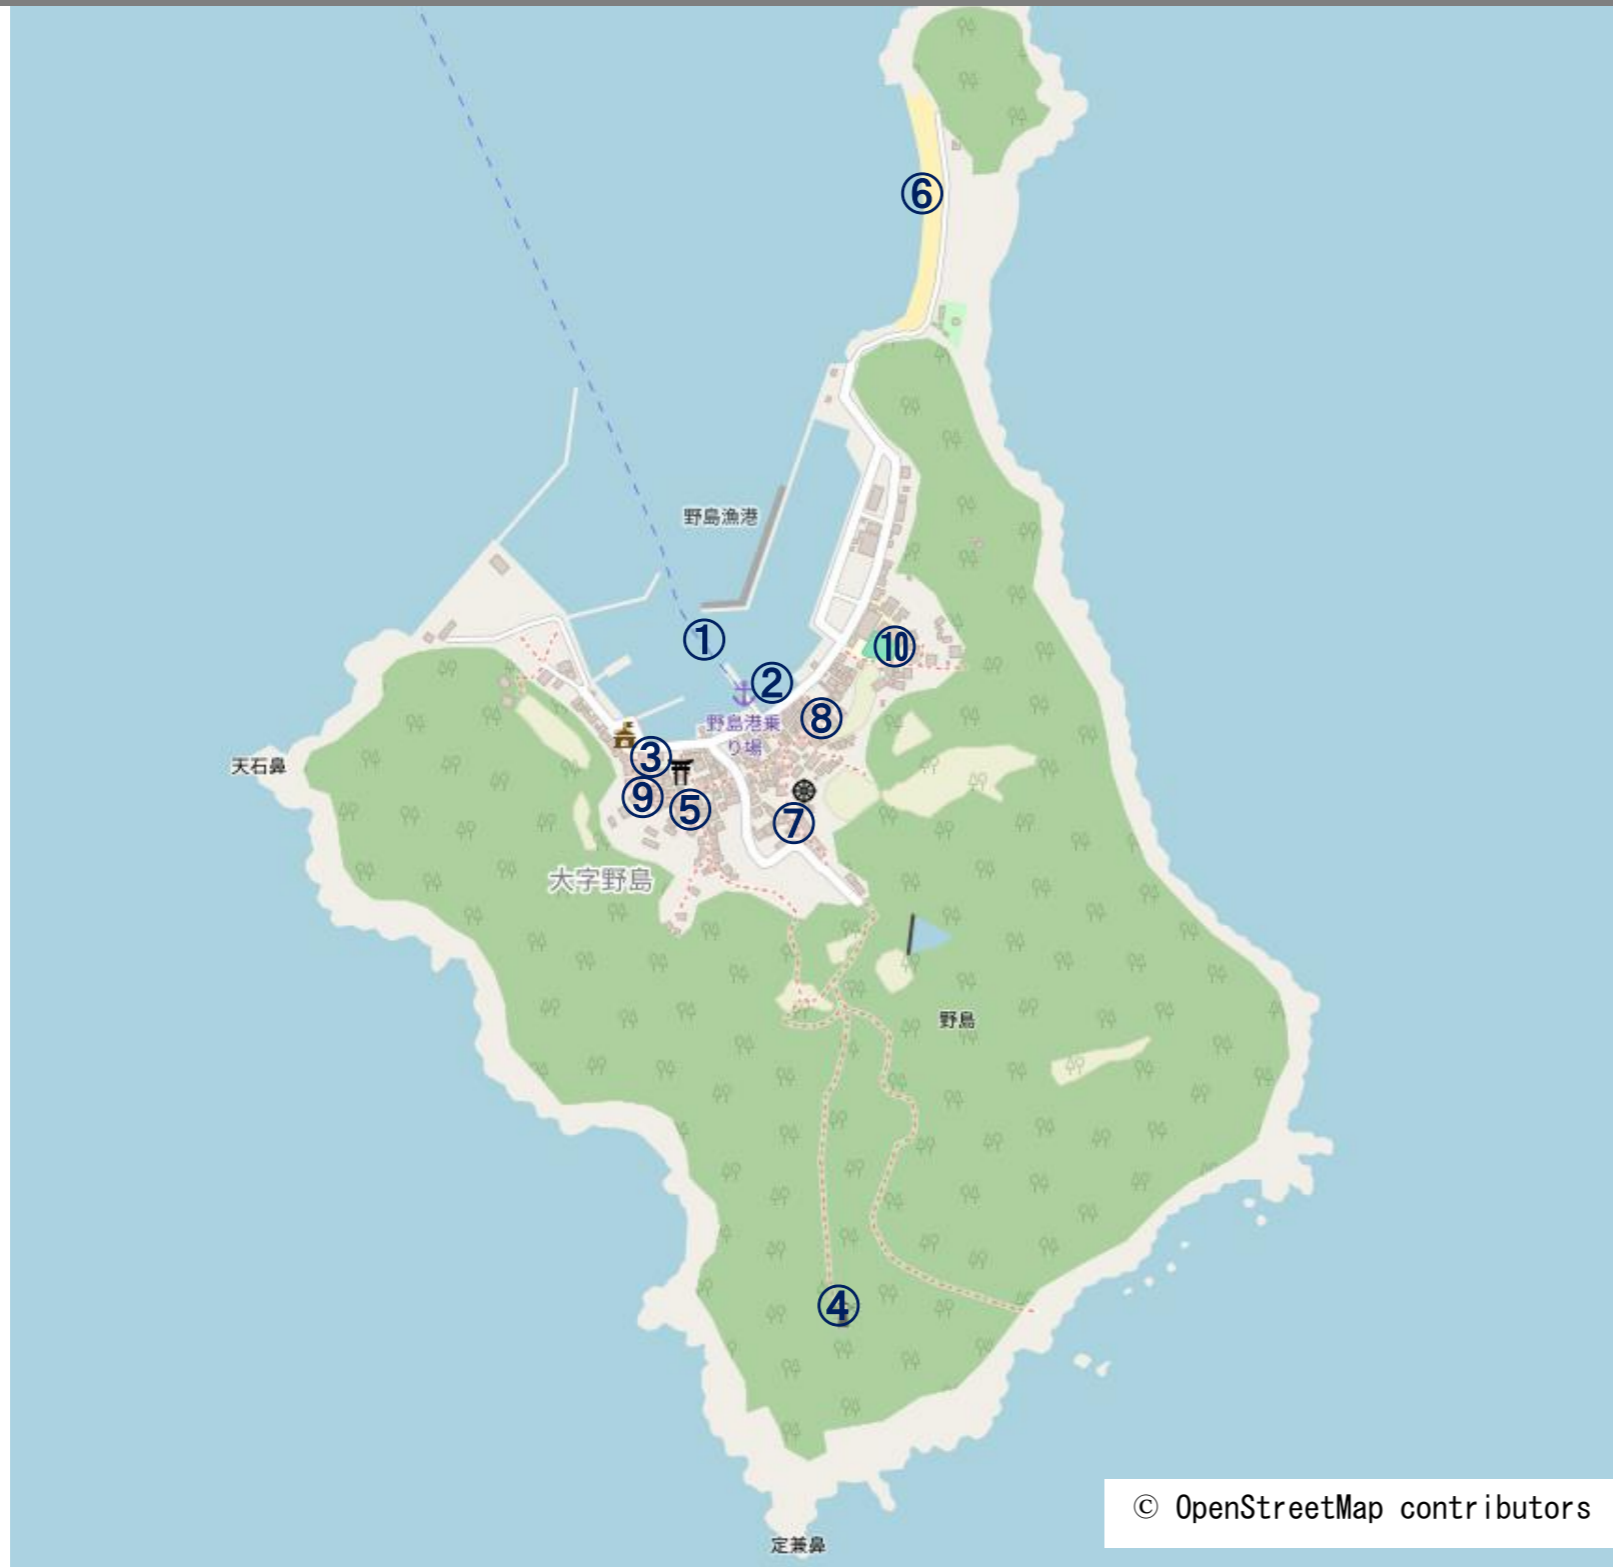 ⑥
野島漁港
①
⑩
②
⑧
野島港乗
り場
③
天石鼻
⑨
⑤
⑦
大字野島
野島
④
© OpenStreetMap contributors
定兼鼻